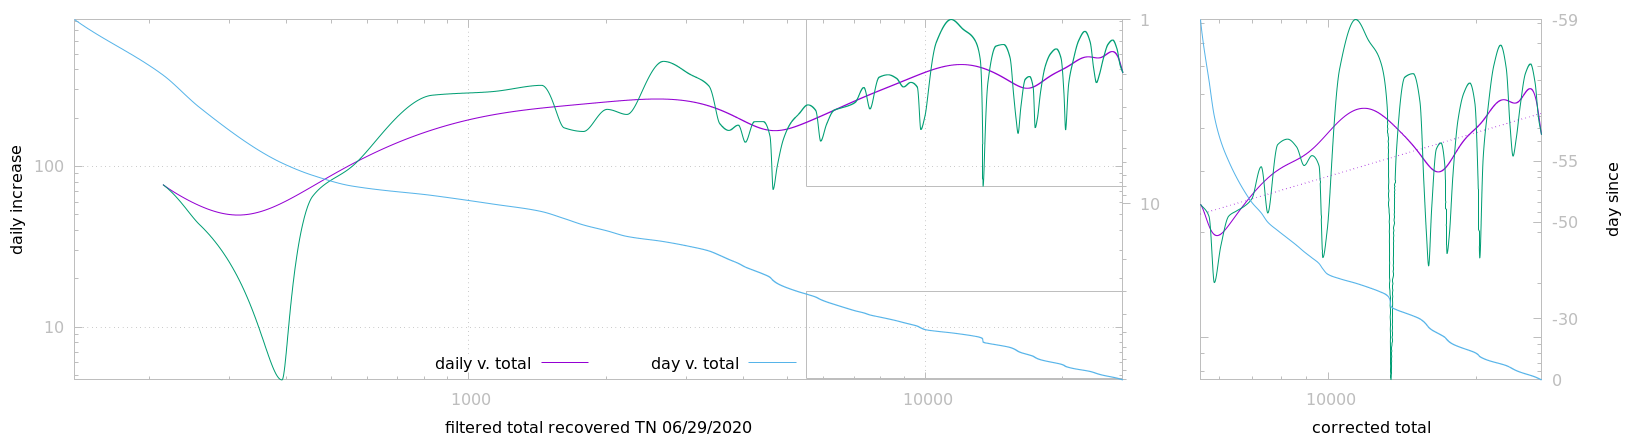 1
-59
100
-55
10
-50
daily increase
day since
10
-30
daily v. total
day v. total
0
1000
10000
10000
filtered total recovered TN 06/29/2020
corrected total